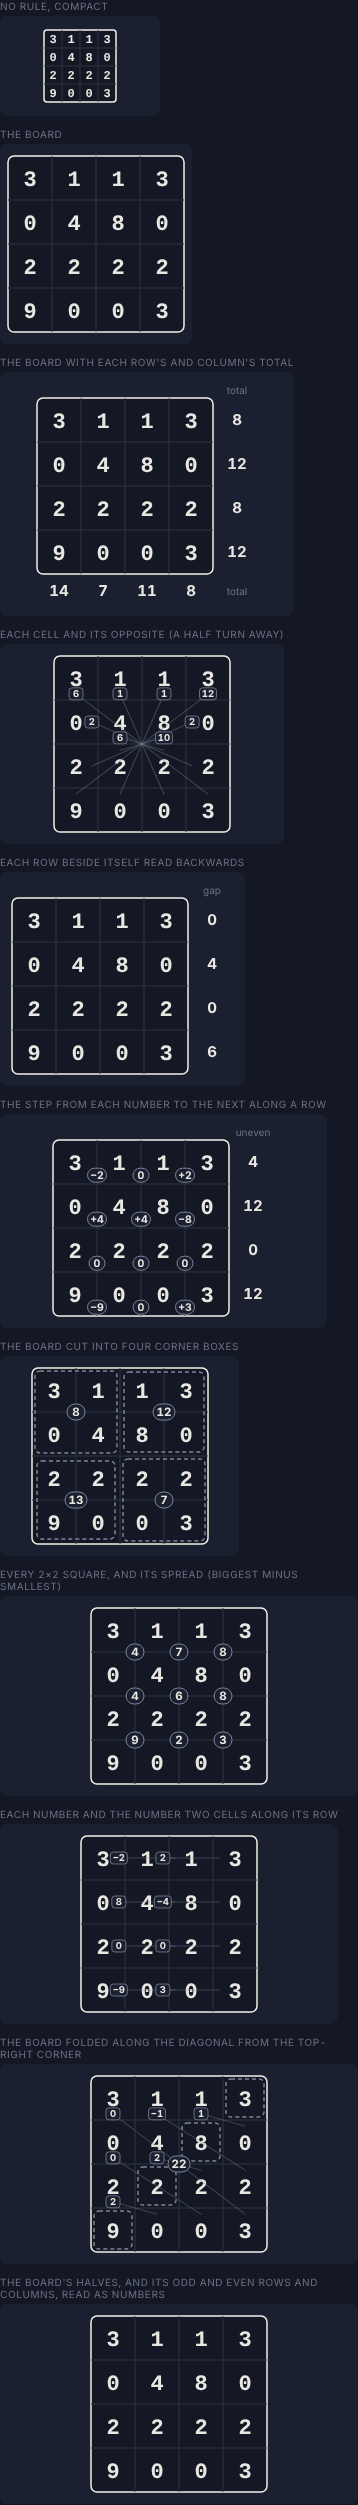 NO RULE, COMPACT
3 1 1 3
0 4 8 0
2 2 2 2
9 0 0 3
THE BOARD
3 1 1 3
0 4 8 0
2 2 2 2
9 0 0 3
THE BOARD WITH EACH ROW'S AND COLUMN'S TOTAL
total
3 1 1 3 8
0 4 8 0 12
2 2 2 2 8
9 0 0 3 12
14 7 11 8 total
EACH CELL AND ITS OPPOSITE (A HALF TURN AWAY)
3 1 1 3
6 1 1 12
0 2 4 8 2 0
6 10
2 2 2 2
9 0 0 3
EACH ROW BESIDE ITSELF READ BACKWARDS
gap
3 1 1 3 0
0 4 8 0 4
2 2 2 2 0
9 0 0 3 6
THE STEP FROM EACH NUMBER TO THE NEXT ALONG A ROW
uneven
3 1 1 3 4
−2 0 +2
0 4 8 0 12
+4 +4 −8
2 2 2 2 0
0 0 0
9 0 0 3 12
−9 0 +3
THE BOARD CUT INTO FOUR CORNER BOXES
3 1 1 3
8 12
0 4 8 0
2 2 2 2
13 7
9 0 0 3
EVERY 2×2 SQUARE, AND ITS SPREAD (BIGGEST MINUS
SMALLEST)
3 1 1 3
4 7 8
0 4 8 0
4 6 8
2 2 2 2
9 2 3
9 0 0 3
EACH NUMBER AND THE NUMBER TWO CELLS ALONG ITS ROW
3 −2 1 2 1 3
0 8 4 −4 8 0
2 0 2 0 2 2
9 −9 0 3 0 3
THE BOARD FOLDED ALONG THE DIAGONAL FROM THE TOP-
RIGHT CORNER
3 1 1 3
0 −1 1
0 4 8 0
0 2 22
2 2 2 2
2
9 0 0 3
THE BOARD'S HALVES, AND ITS ODD AND EVEN ROWS AND
COLUMNS, READ AS NUMBERS
3 1 1 3
0 4 8 0
2 2 2 2
9 0 0 3